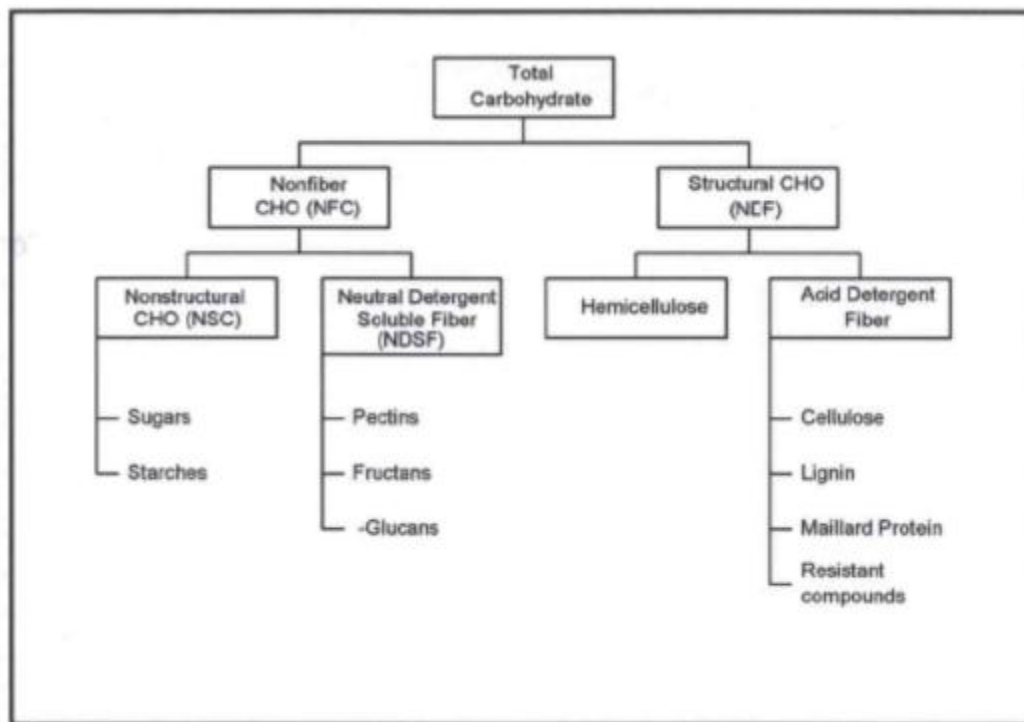 Total
Carbohydrate
Nonfiber
CHO (NFC)
Structural CHO
(NDF)
Nonstructural
CHO (NSC)
Neutral Detergent
Soluble Fiber
(NDSF)
Hemicellulose
Acid Detergent
Fiber
Sugars
Starches
Pectins
Fructans
-Glucans
Cellulose
Lignin
Maillard Protein
Resistant
compounds